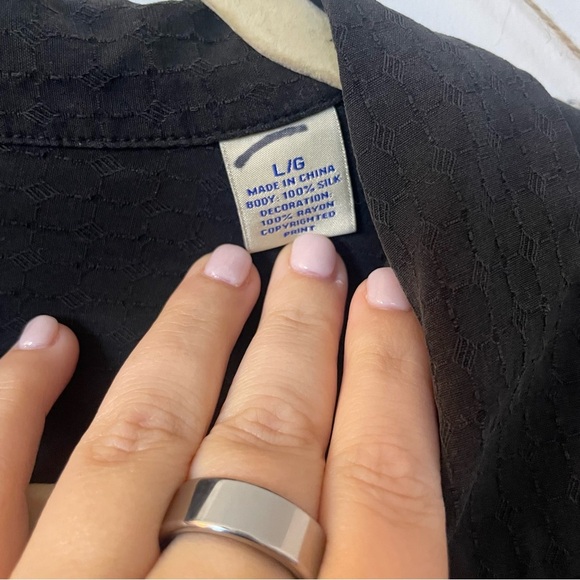 L/G
MADE IN CHINA
BODY: 100% SILK
DECORATION:
100% RAYON
COPYRIGHTED
PRINT